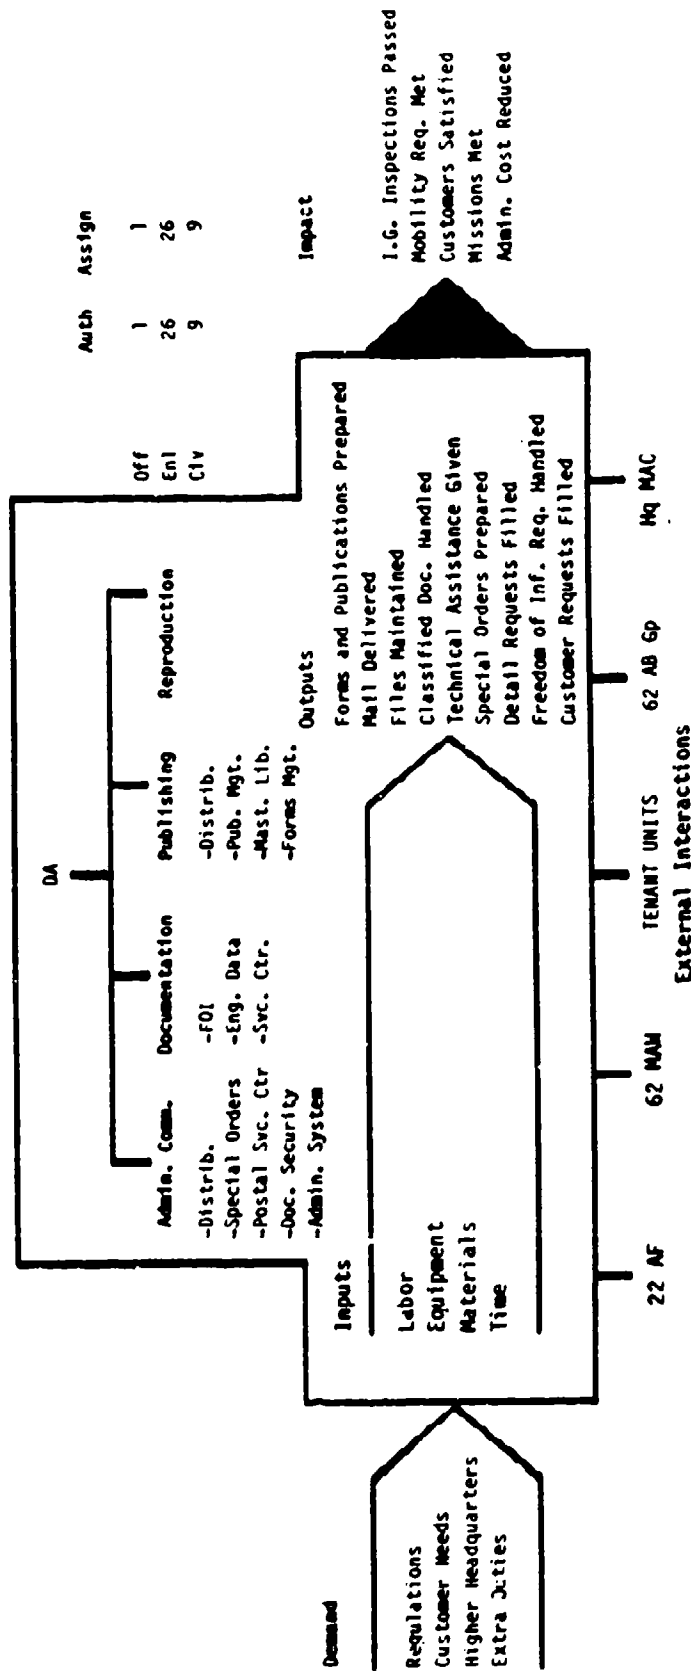 Auth Assign
Off 1 1
Enl 26 26
Civ 9 9
DA
Admin. Comm.
-Distrib.
-Special Orders
-Postal Svc. Ctr
-Doc. Security
-Admin. System
Documentation
-FOI
-Eng. Data
-Svc. Ctr.
Publishing
-Distrib.
-Pub. Mgt.
-Mast. Lib.
-Forms Mgt.
Reproduction
Demand
Regulations
Customer Needs
Higher Headquarters
Extra Duties
Inputs
Labor
Equipment
Materials
Time
Outputs
Forms and Publications Prepared
Mail Delivered
Files Maintained
Classified Doc. Handled
Technical Assistance Given
Special Orders Prepared
Detail Requests Filled
Freedom of Inf. Req. Handled
Customer Requests Filled
Impact
I.G. Inspections Passed
Mobility Req. Met
Customers Satisfied
Missions Met
Admin. Cost Reduced
22 AF
62 MAW
TENANT UNITS
62 AB Gp
Hq MAC
External Interactions